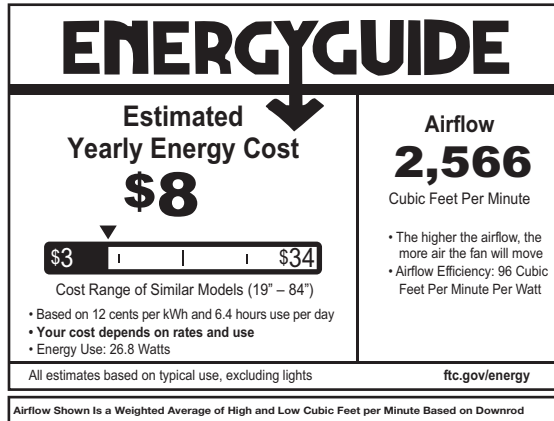 ENERGYGUIDE
Estimated
Yearly Energy Cost
$8
$3
$34
Cost Range of Similar Models (19” – 84”)
• Based on 12 cents per kWh and 6.4 hours use per day
• Your cost depends on rates and use
• Energy Use: 26.8 Watts
Airflow
2,566
Cubic Feet Per Minute
• The higher the airflow, the
more air the fan will move
• Airflow Efficiency: 96 Cubic
Feet Per Minute Per Watt
All estimates based on typical use, excluding lights
ftc.gov/energy
Airflow Shown Is a Weighted Average of High and Low Cubic Feet per Minute Based on Downrod